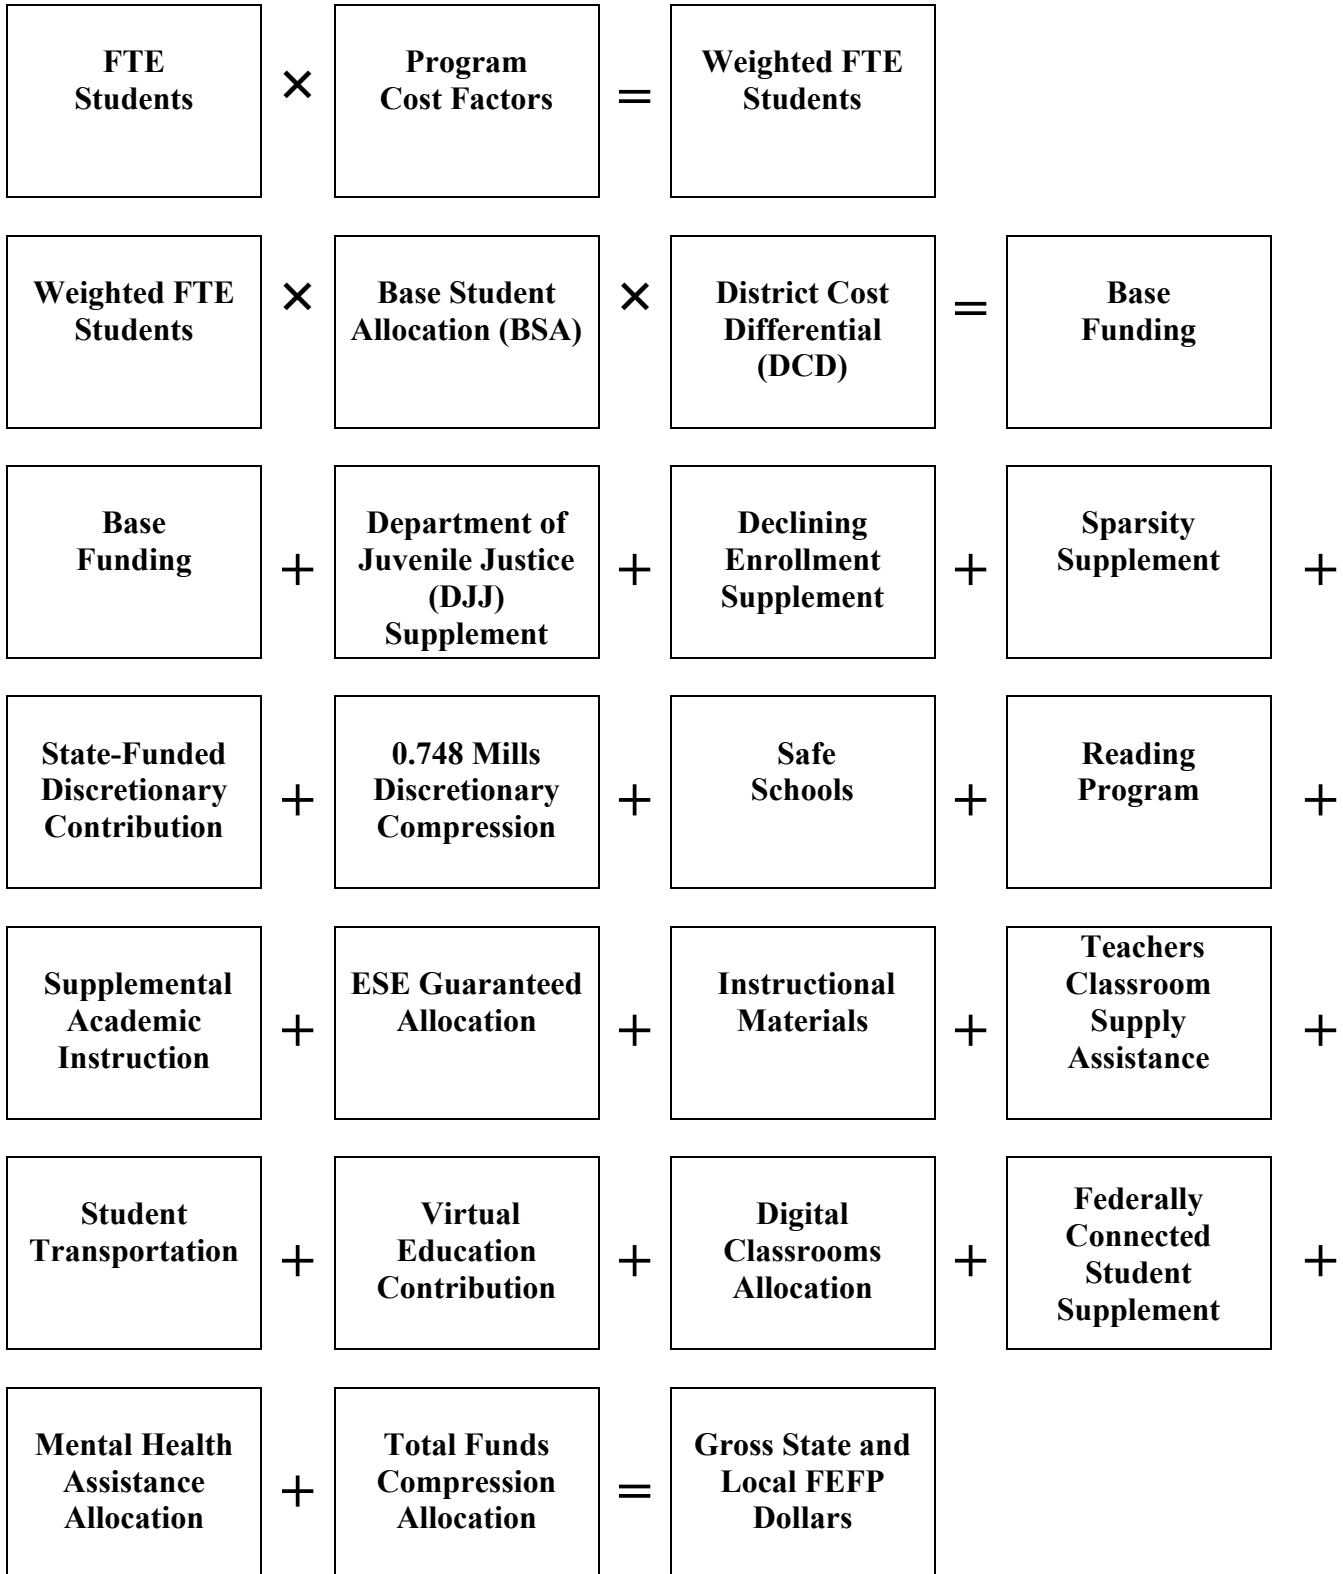 FTE
Students
×
Program
Cost Factors
=
Weighted FTE
Students
Weighted FTE
Students
×
Base Student
Allocation (BSA)
×
District Cost
Differential
(DCD)
=
Base
Funding
Base
Funding
+
Department of
Juvenile Justice
(DJJ)
Supplement
+
Declining
Enrollment
Supplement
+
Sparsity
Supplement
+
State-Funded
Discretionary
Contribution
+
0.748 Mills
Discretionary
Compression
+
Safe
Schools
+
Reading
Program
+
Supplemental
Academic
Instruction
+
ESE Guaranteed
Allocation
+
Instructional
Materials
+
Teachers
Classroom
Supply
Assistance
+
Student
Transportation
+
Virtual
Education
Contribution
+
Digital
Classrooms
Allocation
+
Federally
Connected
Student
Supplement
+
Mental Health
Assistance
Allocation
+
Total Funds
Compression
Allocation
=
Gross State and
Local FEFP
Dollars